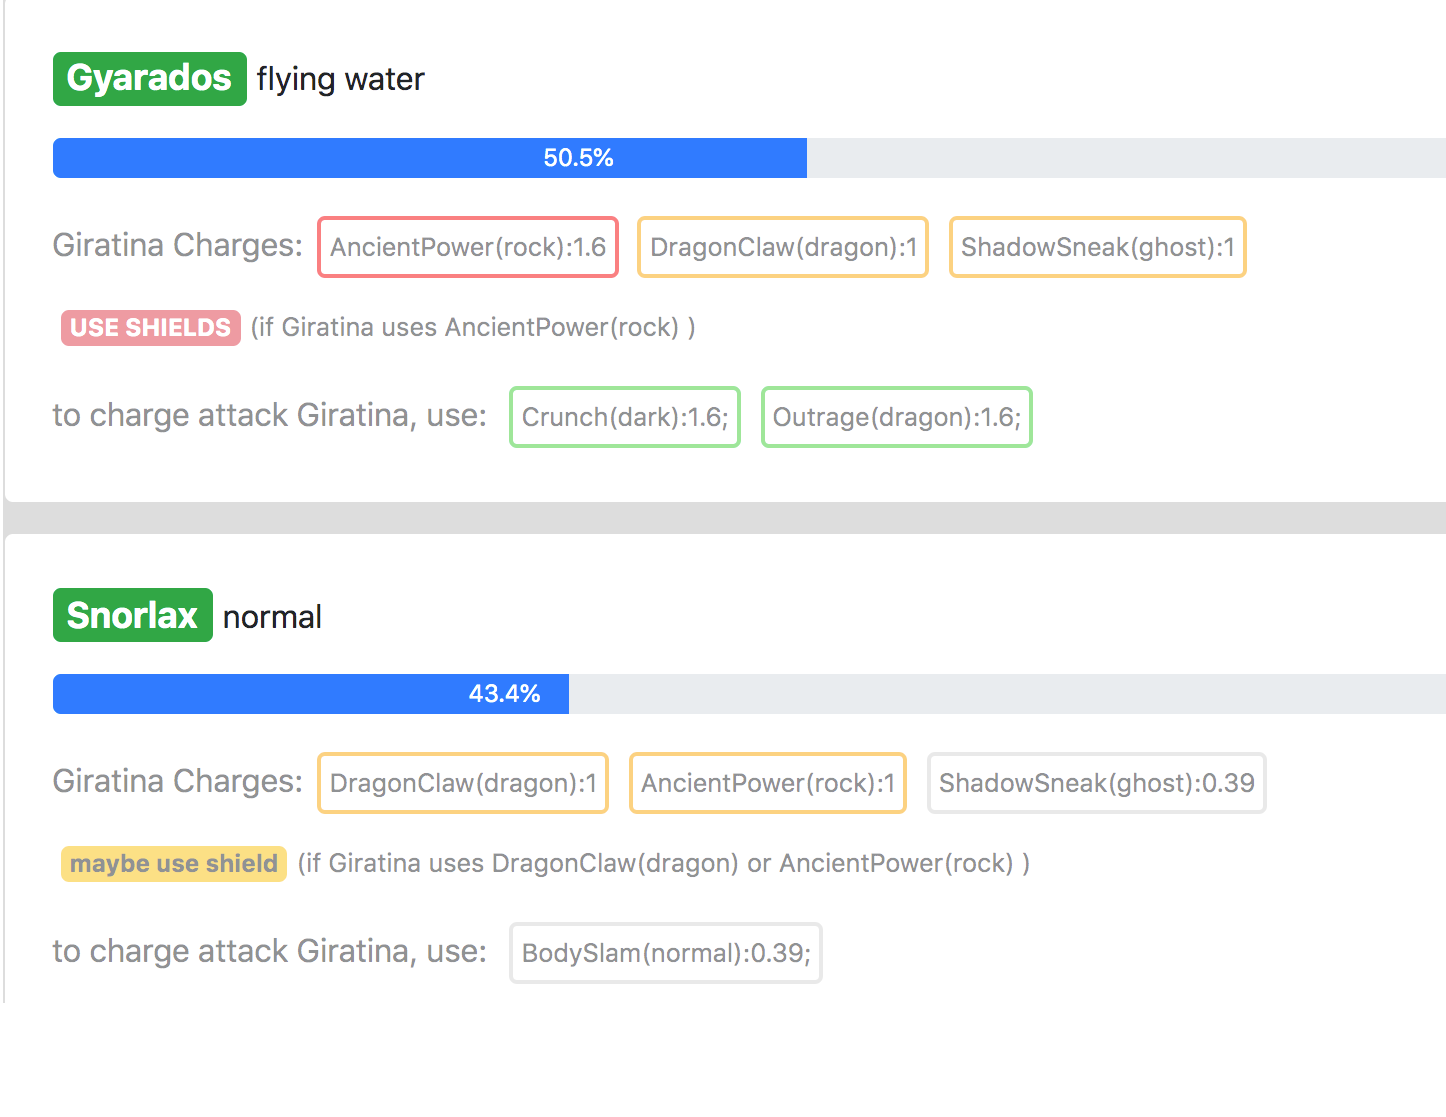 Gyarados flying water
50.5%
Giratina Charges: AncientPower(rock):1.6 DragonClaw(dragon):1 ShadowSneak(ghost):1
USE SHIELDS (if Giratina uses AncientPower(rock) )
to charge attack Giratina, use: Crunch(dark):1.6; Outrage(dragon):1.6;
Snorlax normal
43.4%
Giratina Charges: DragonClaw(dragon):1 AncientPower(rock):1 ShadowSneak(ghost):0.39
maybe use shield (if Giratina uses DragonClaw(dragon) or AncientPower(rock) )
to charge attack Giratina, use: BodySlam(normal):0.39;